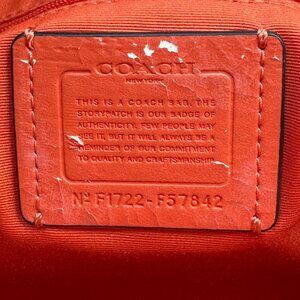 COACH
NEW YORK
THIS IS A COACH BAG. THE
STORYPATCH IS OUR BADGE OF
AUTHENTICITY. FEW PEOPLE MAY
SEE IT, BUT IT WILL ALWAYS BE A
REMINDER OF OUR COMMITMENT
TO QUALITY AND CRAFTSMANSHIP
Nº F1722-F57842